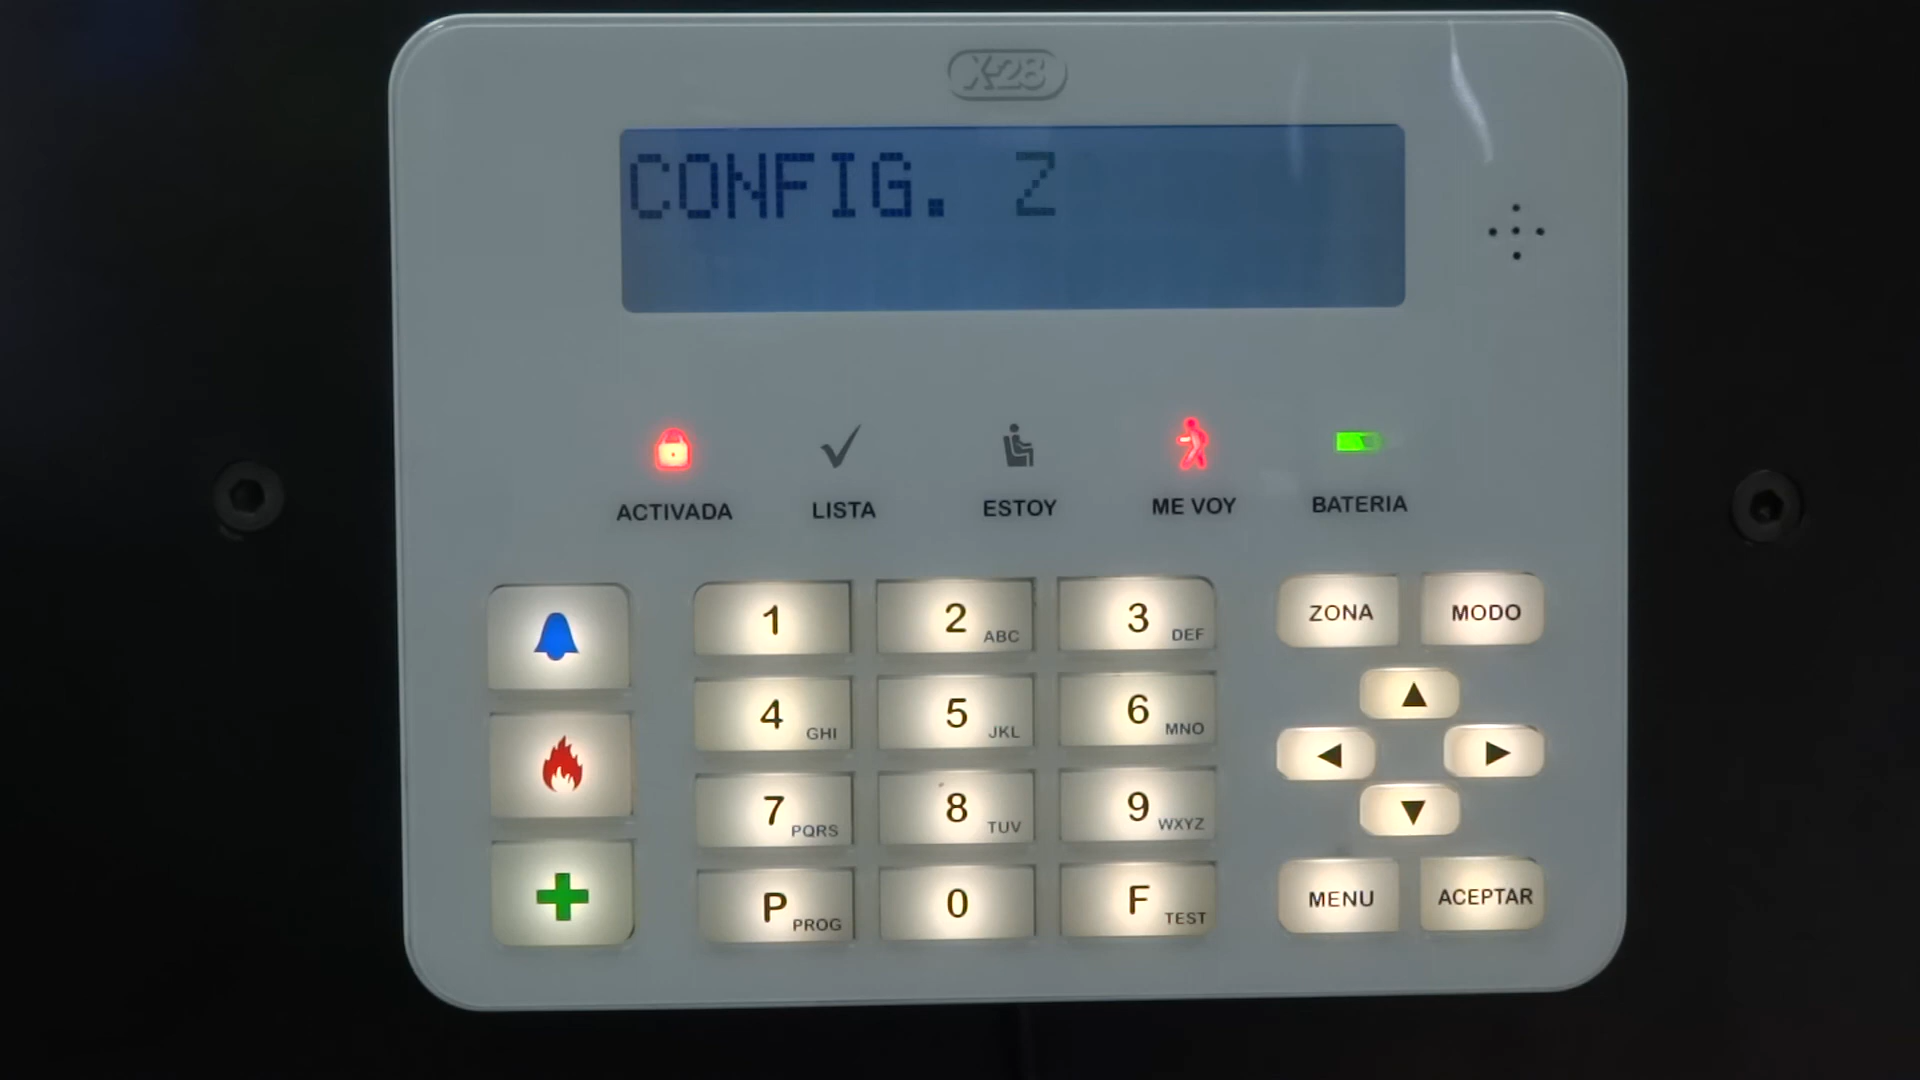 X-28
CONFIG. Z
ACTIVADA LISTA ESTOY ME VOY BATERIA
1 2 ABC 3 DEF ZONA MODO
4 GHI 5 JKL 6 MNO
7 PQRS 8 TUV 9 WXYZ
P PROG 0 F TEST MENU ACEPTAR